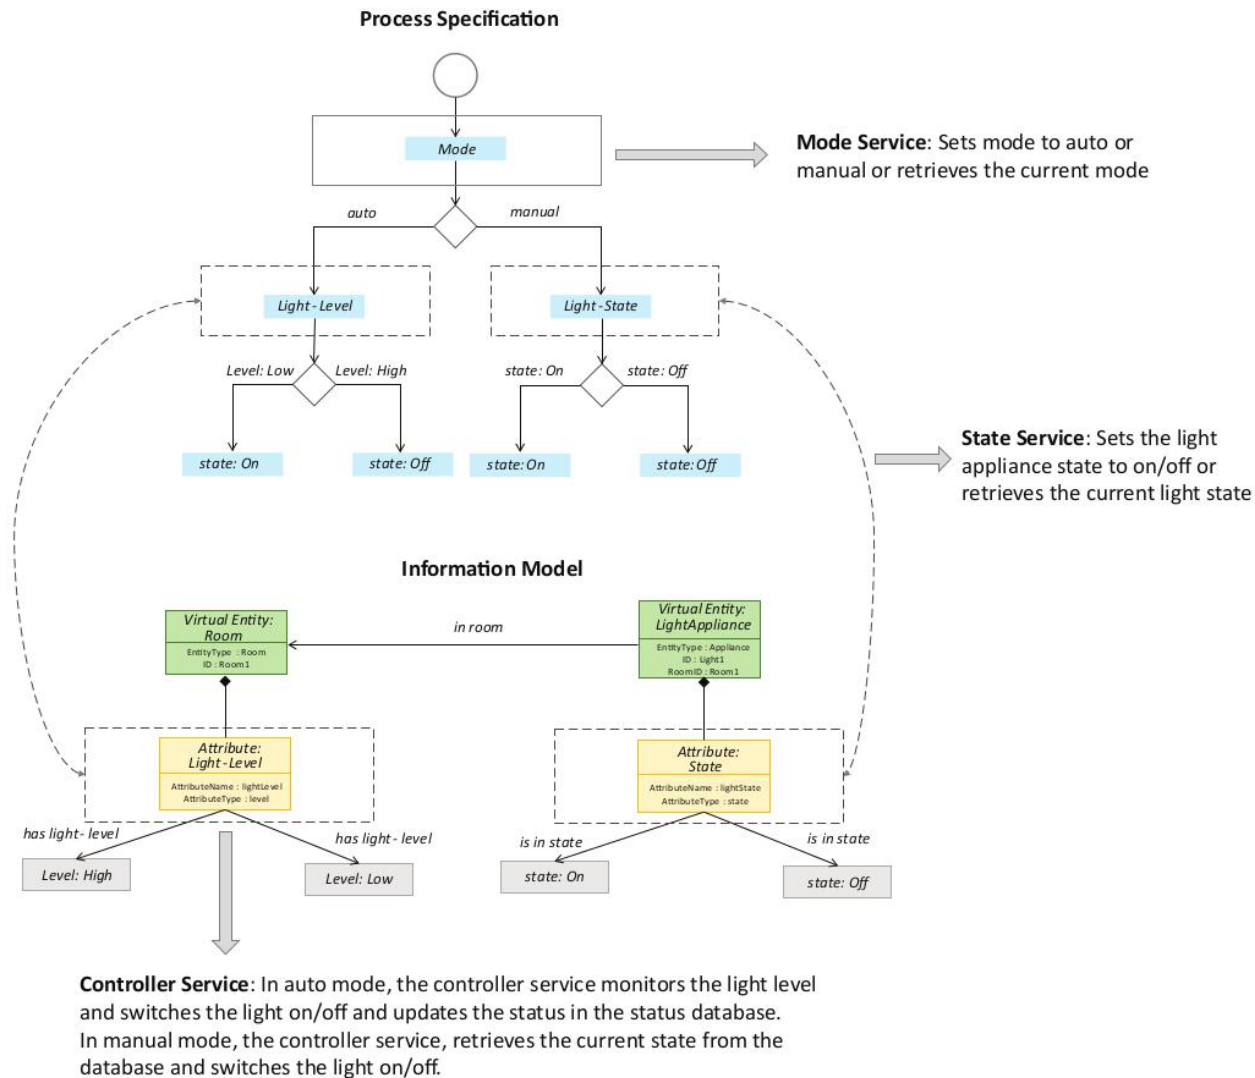 Process Specification
Mode
Mode Service: Sets mode to auto or
manual or retrieves the current mode
auto
manual
Light-Level
Light-State
Level: Low
Level: High
state: On
state: Off
state: On
state: Off
state: On
state: Off
State Service: Sets the light
appliance state to on/off or
retrieves the current light state
Information Model
Virtual Entity:
Room
EntityType : Room
ID : Room1
in room
Virtual Entity:
LightAppliance
EntityType : Appliance
ID : Light1
RoomID : Room1
Attribute:
Light-Level
AttributeName : lightLevel
AttributeType : level
Attribute:
State
AttributeName : lightState
AttributeType : state
has light-level
has light-level
is in state
is in state
Level: High
Level: Low
state: On
state: Off
Controller Service: In auto mode, the controller service monitors the light level
and switches the light on/off and updates the status in the status database.
In manual mode, the controller service, retrieves the current state from the
database and switches the light on/off.